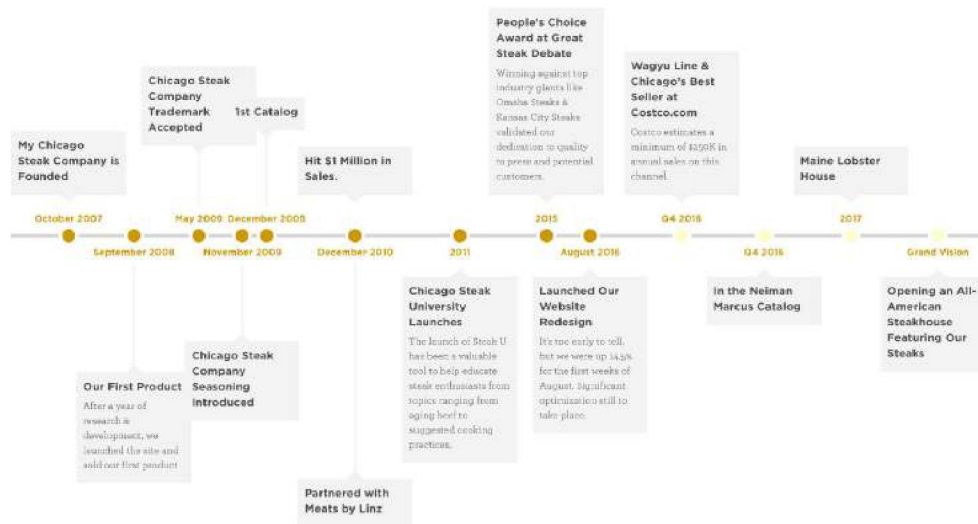 People's Choice
Award at Great
Steak Debate
Winning against top
industry giants like
Omaha Steaks &
Kansas City Steaks
validated our
dedication to quality
to press and potential
customers.
Wagyu Line &
Chicago's Best
Seller at
Costco.com
Costco estimates a
minimum of $250K in
annual sales on this
channel.
Chicago Steak
Company
Trademark
Accepted
1st Catalog
My Chicago
Steak Company is
Founded
Hit $1 Million in
Sales.
Maine Lobster
House
October 2007
May 2009
December 2009
2015
Q4 2016
2017
September 2008
November 2009
December 2010
2011
August 2016
Q4 2016
Grand Vision
Our First Product
After a year of
research &
development, we
launched the site and
sold our first product
Chicago Steak
Company
Seasoning
Introduced
Partnered with
Meats by Linz
Chicago Steak
University
Launches
The launch of Steak U
has been a valuable
tool to help educate
steak enthusiasts from
topics ranging from
aging beef to
suggested cooking
practices.
Launched Our
Website
Redesign
It's too early to tell,
but we were up 14.5%
for the first weeks of
August. Significant
optimization still to
take place.
In the Neiman
Marcus Catalog
Opening an All-
American
Steakhouse
Featuring Our
Steaks